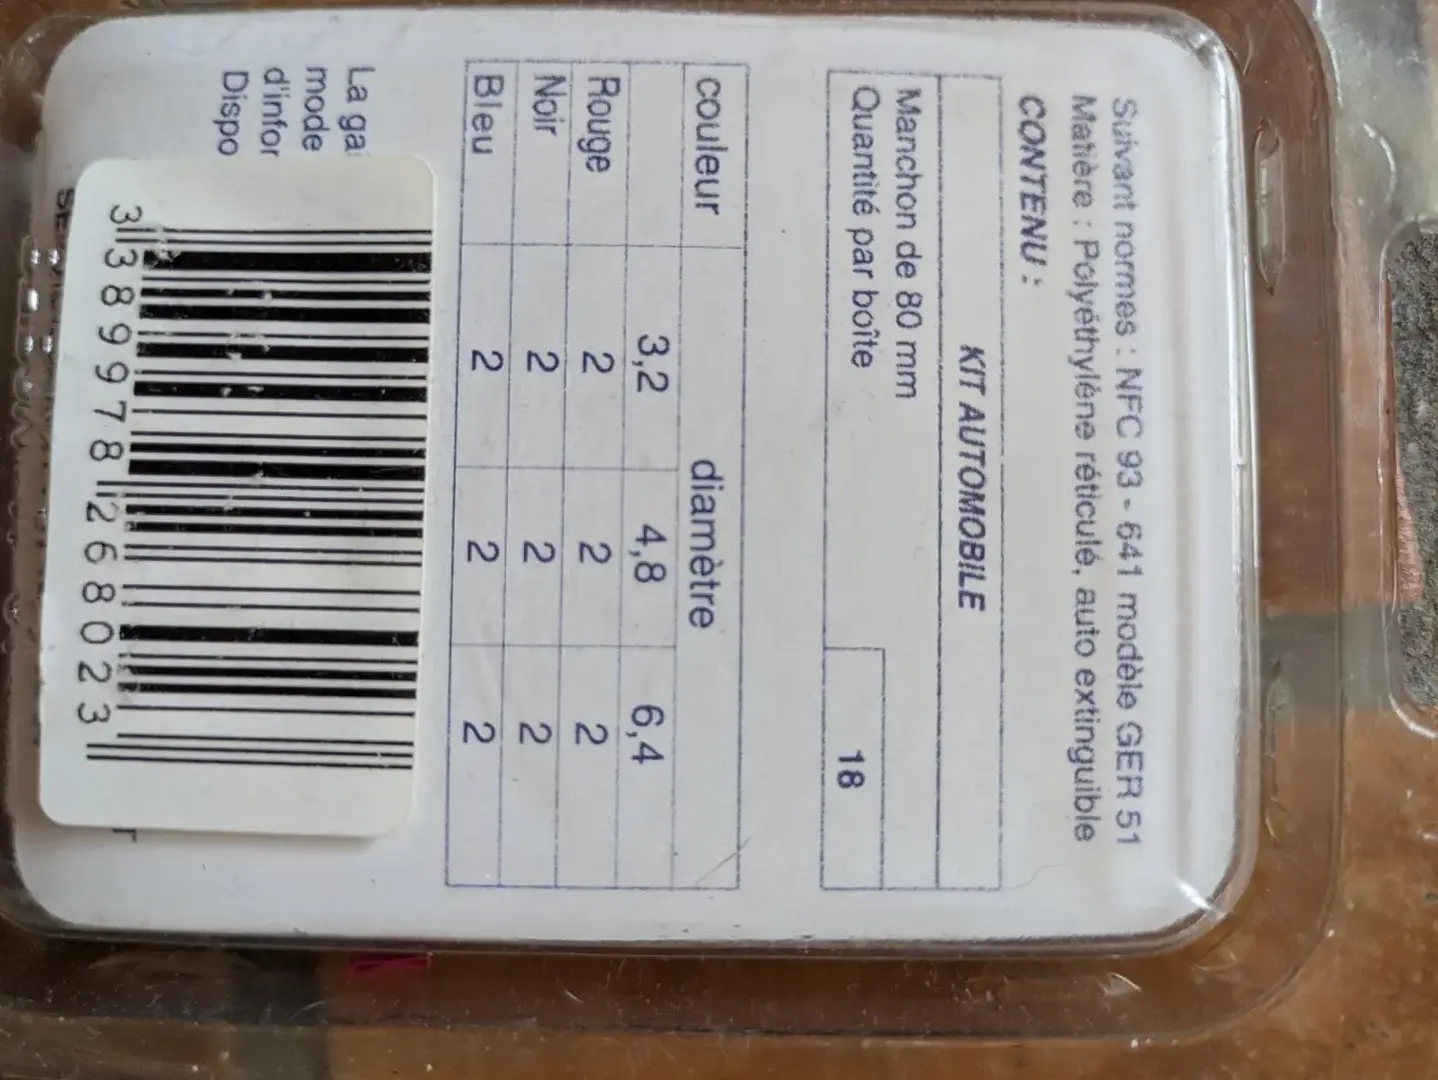 Suivant normes : NFC 93 - 641 modèle GER 51
Matière : Polyéthylène réticulé, auto extinguible
CONTENU :
KIT AUTOMOBILE
Manchon de 80 mm
Quantité par boîte 18
couleur diamètre
3,2 4,8 6,4
Rouge 2 2 2
Noir 2 2 2
Bleu 2 2 2
La gai
mode
d'infor
Dispo
3 389978 268023